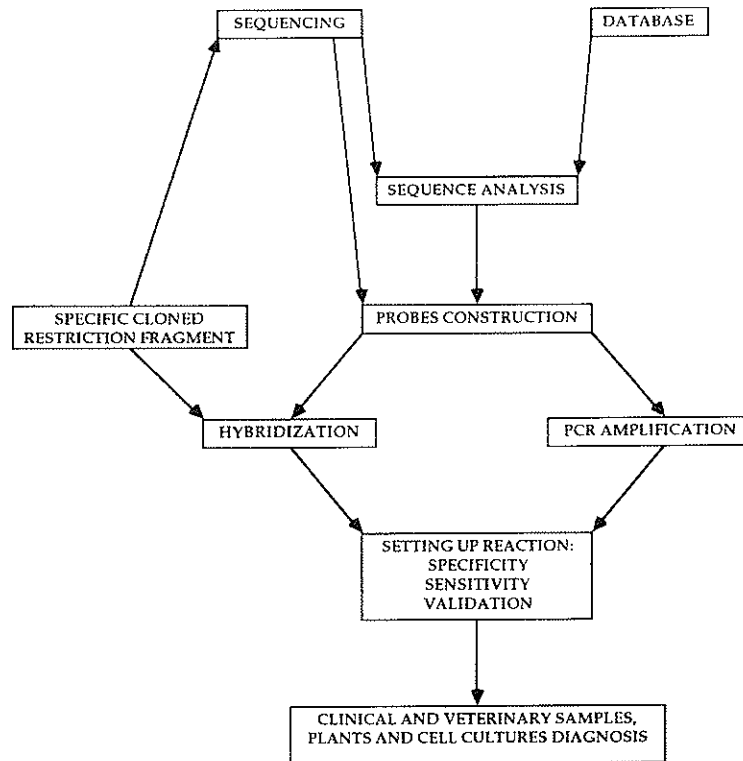 SEQUENCING
DATABASE
SEQUENCE ANALYSIS
SPECIFIC CLONED
RESTRICTION FRAGMENT
PROBES CONSTRUCTION
HYBRIDIZATION
PCR AMPLIFICATION
SETTING UP REACTION:
SPECIFICITY
SENSITIVITY
VALIDATION
CLINICAL AND VETERINARY SAMPLES,
PLANTS AND CELL CULTURES DIAGNOSIS